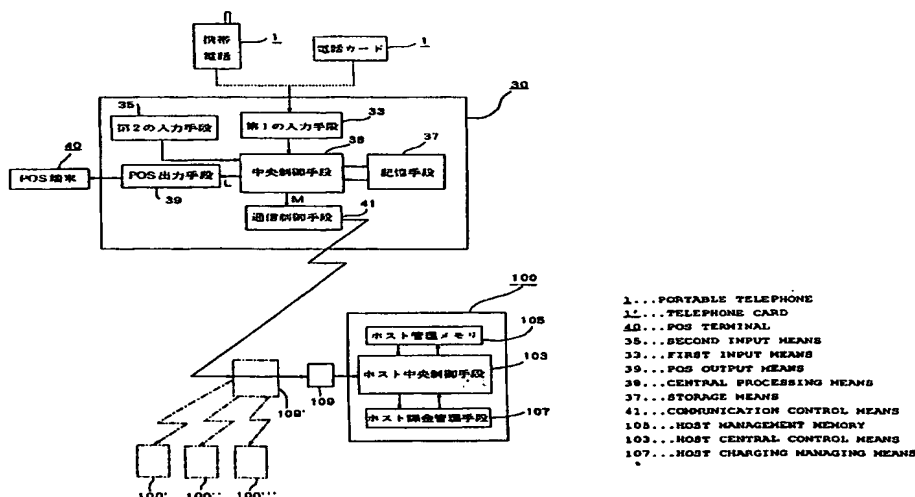 携帯
電話
1
電話カード
1
30
35
第2の入力手段
33
第1の入力手段
38
37
40
POS端末
POS出力手段
L
中央制御手段
記憶手段
39
M
41
通信制御手段
100
ホスト管理メモリ
105
ホスト中央制御手段
103
109'
109
ホスト課金管理手段
107
100'
100''
100'''
1...PORTABLE TELEPHONE
1'...TELEPHONE CARD
40...POS TERMINAL
35...SECOND INPUT MEANS
33...FIRST INPUT MEANS
39...POS OUTPUT MEANS
38...CENTRAL PROCESSING MEANS
37...STORAGE MEANS
41...COMMUNICATION CONTROL MEANS
105...HOST MANAGEMENT MEMORY
103...HOST CENTRAL CONTROL MEANS
107...HOST CHARGING MANAGING MEANS